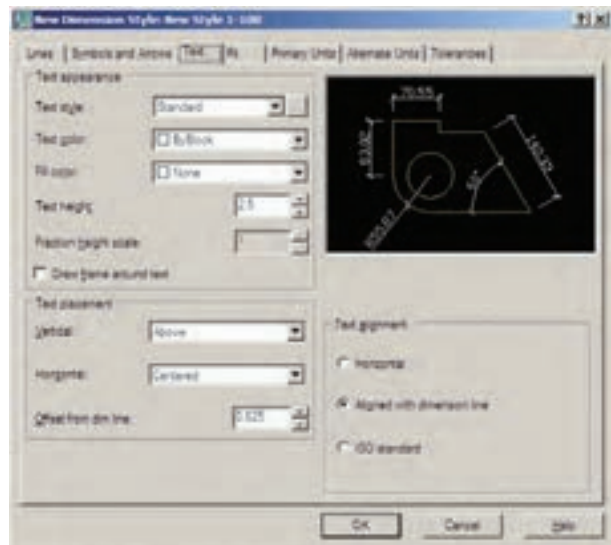 New Dimension Style: New Style 1-100
Lines
Symbols and Arrows
Text
Fit
Primary Units
Alternate Units
Tolerances
Text appearance
Text style:
Standard
Text color:
ByBlock
Fill color:
None
Text height:
2.5
Fraction height scale:
1
Draw frame around text
Text placement
Vertical:
Above
Horizontal:
Centered
Offset from dim line:
0.625
60°
Text alignment
Horizontal
Aligned with dimension line
ISO standard
OK
Cancel
Help